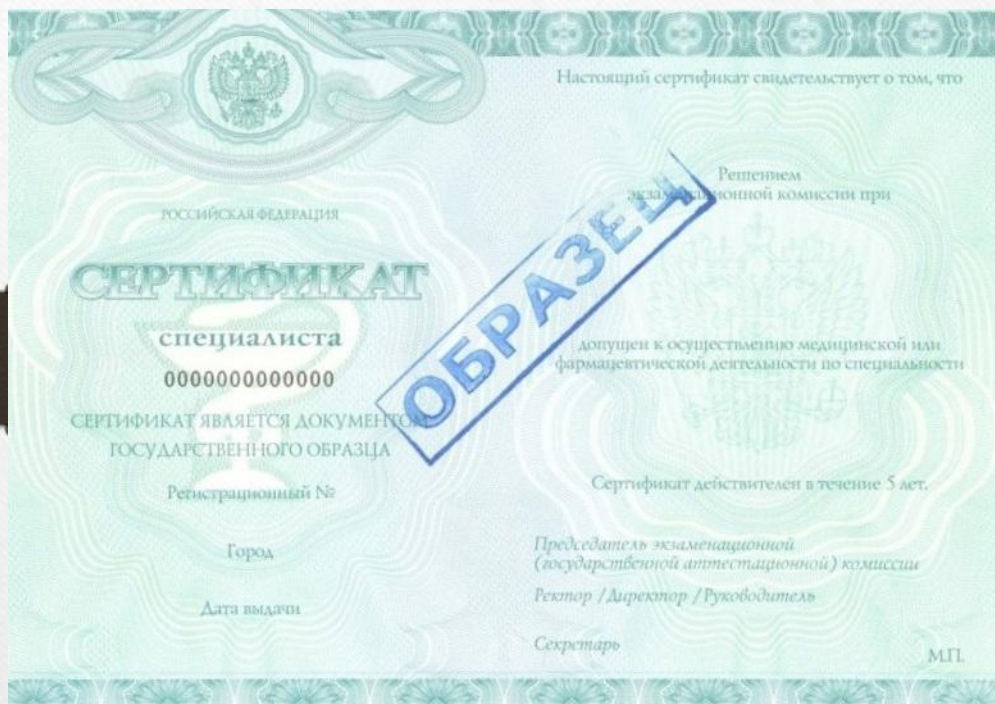 РОССИЙСКАЯ ФЕДЕРАЦИЯ
СЕРТИФИКАТ
специалиста
0000000000000
СЕРТИФИКАТ ЯВЛЯЕТСЯ ДОКУМЕНТОМ
ГОСУДАРСТВЕННОГО ОБРАЗЦА
Регистрационный №
Город
Дата выдачи
ОБРАЗЕЦ
Настоящий сертификат свидетельствует о том, что
Решением
экзаменационной комиссии при
допущен к осуществлению медицинской или
фармацевтической деятельности по специальности
Сертификат действителен в течение 5 лет.
Председатель экзаменационной
(государственной аттестационной) комиссии
Ректор /Директор /Руководитель
Секретарь
М.П.